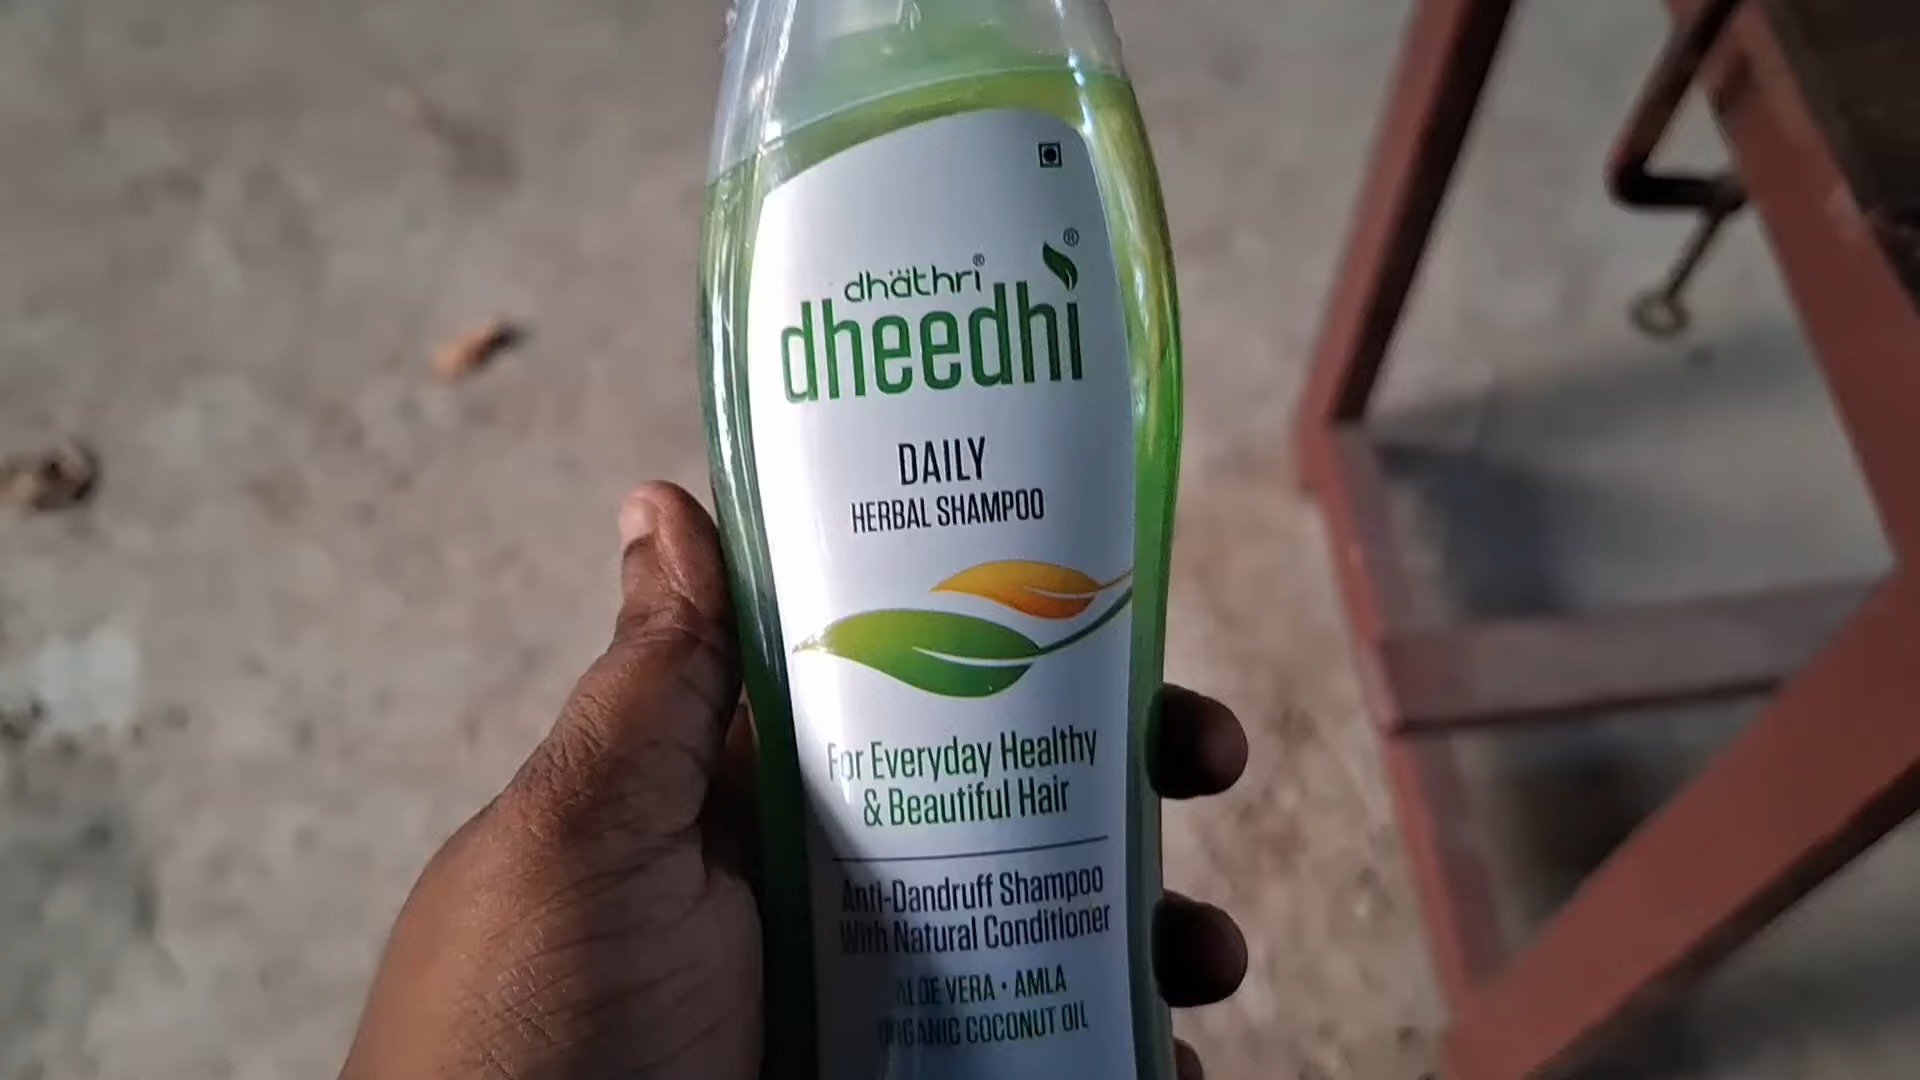 dhäthri®
dheedhi®
DAILY
HERBAL SHAMPOO
For Everyday Healthy
& Beautiful Hair
Anti-Dandruff Shampoo
With Natural Conditioner
ALOE VERA • AMLA
ORGANIC COCONUT OIL